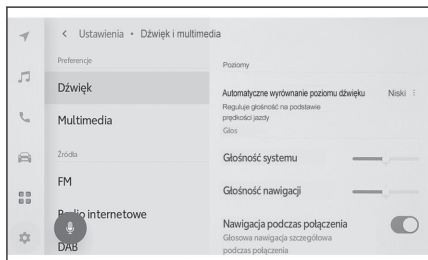 Ustawienia • Dźwięk i multimedia
Preferencje
Dźwięk
Multimedia
Źródła
FM
Radio internetowe
DAB
Poziomy
Automatyczne wyrównanie poziomu dźwięku Niski
Reguluje głośność na podstawie
prędkości jazdy
Głos
Głośność systemu
Głośność nawigacji
Nawigacja podczas połączenia
Głosowa nawigacja szczegółowa
podczas połączenia